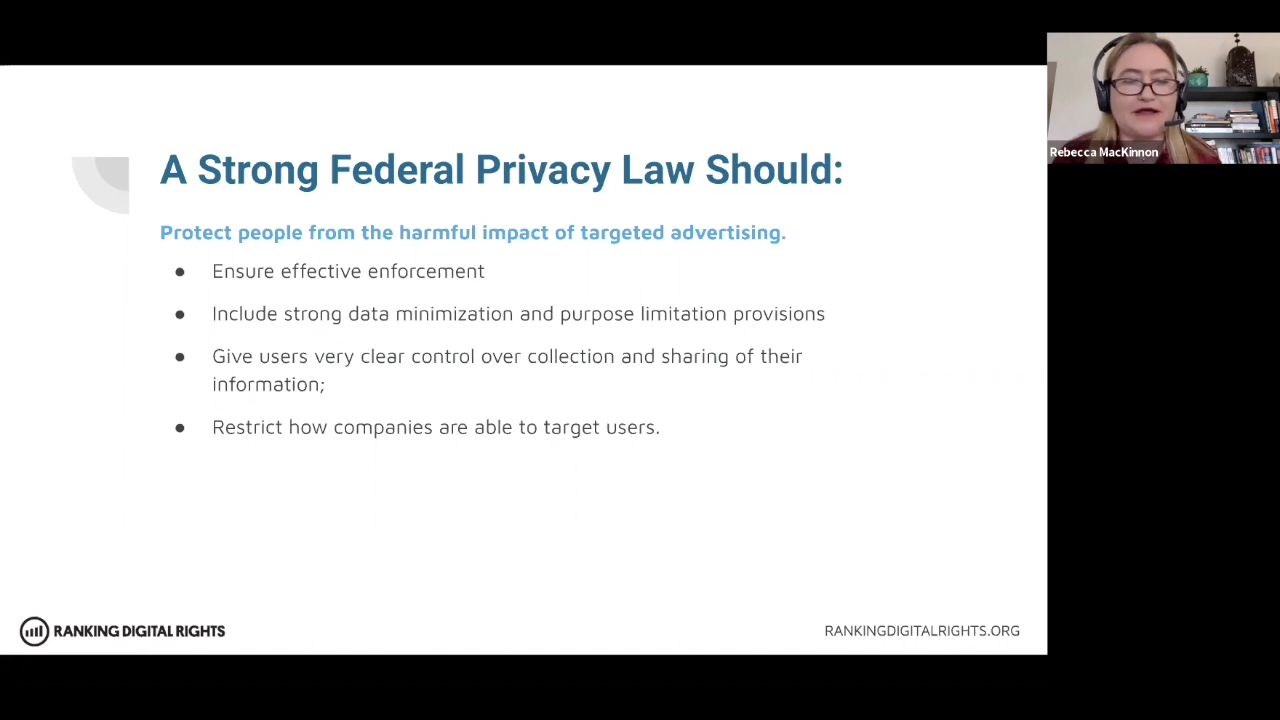 A Strong Federal Privacy Law Should:
Protect people from the harmful impact of targeted advertising.
● Ensure effective enforcement
● Include strong data minimization and purpose limitation provisions
● Give users very clear control over collection and sharing of their
information;
● Restrict how companies are able to target users.
RANKING DIGITAL RIGHTS
RANKINGDIGITALRIGHTS.ORG
Rebecca MacKinnon